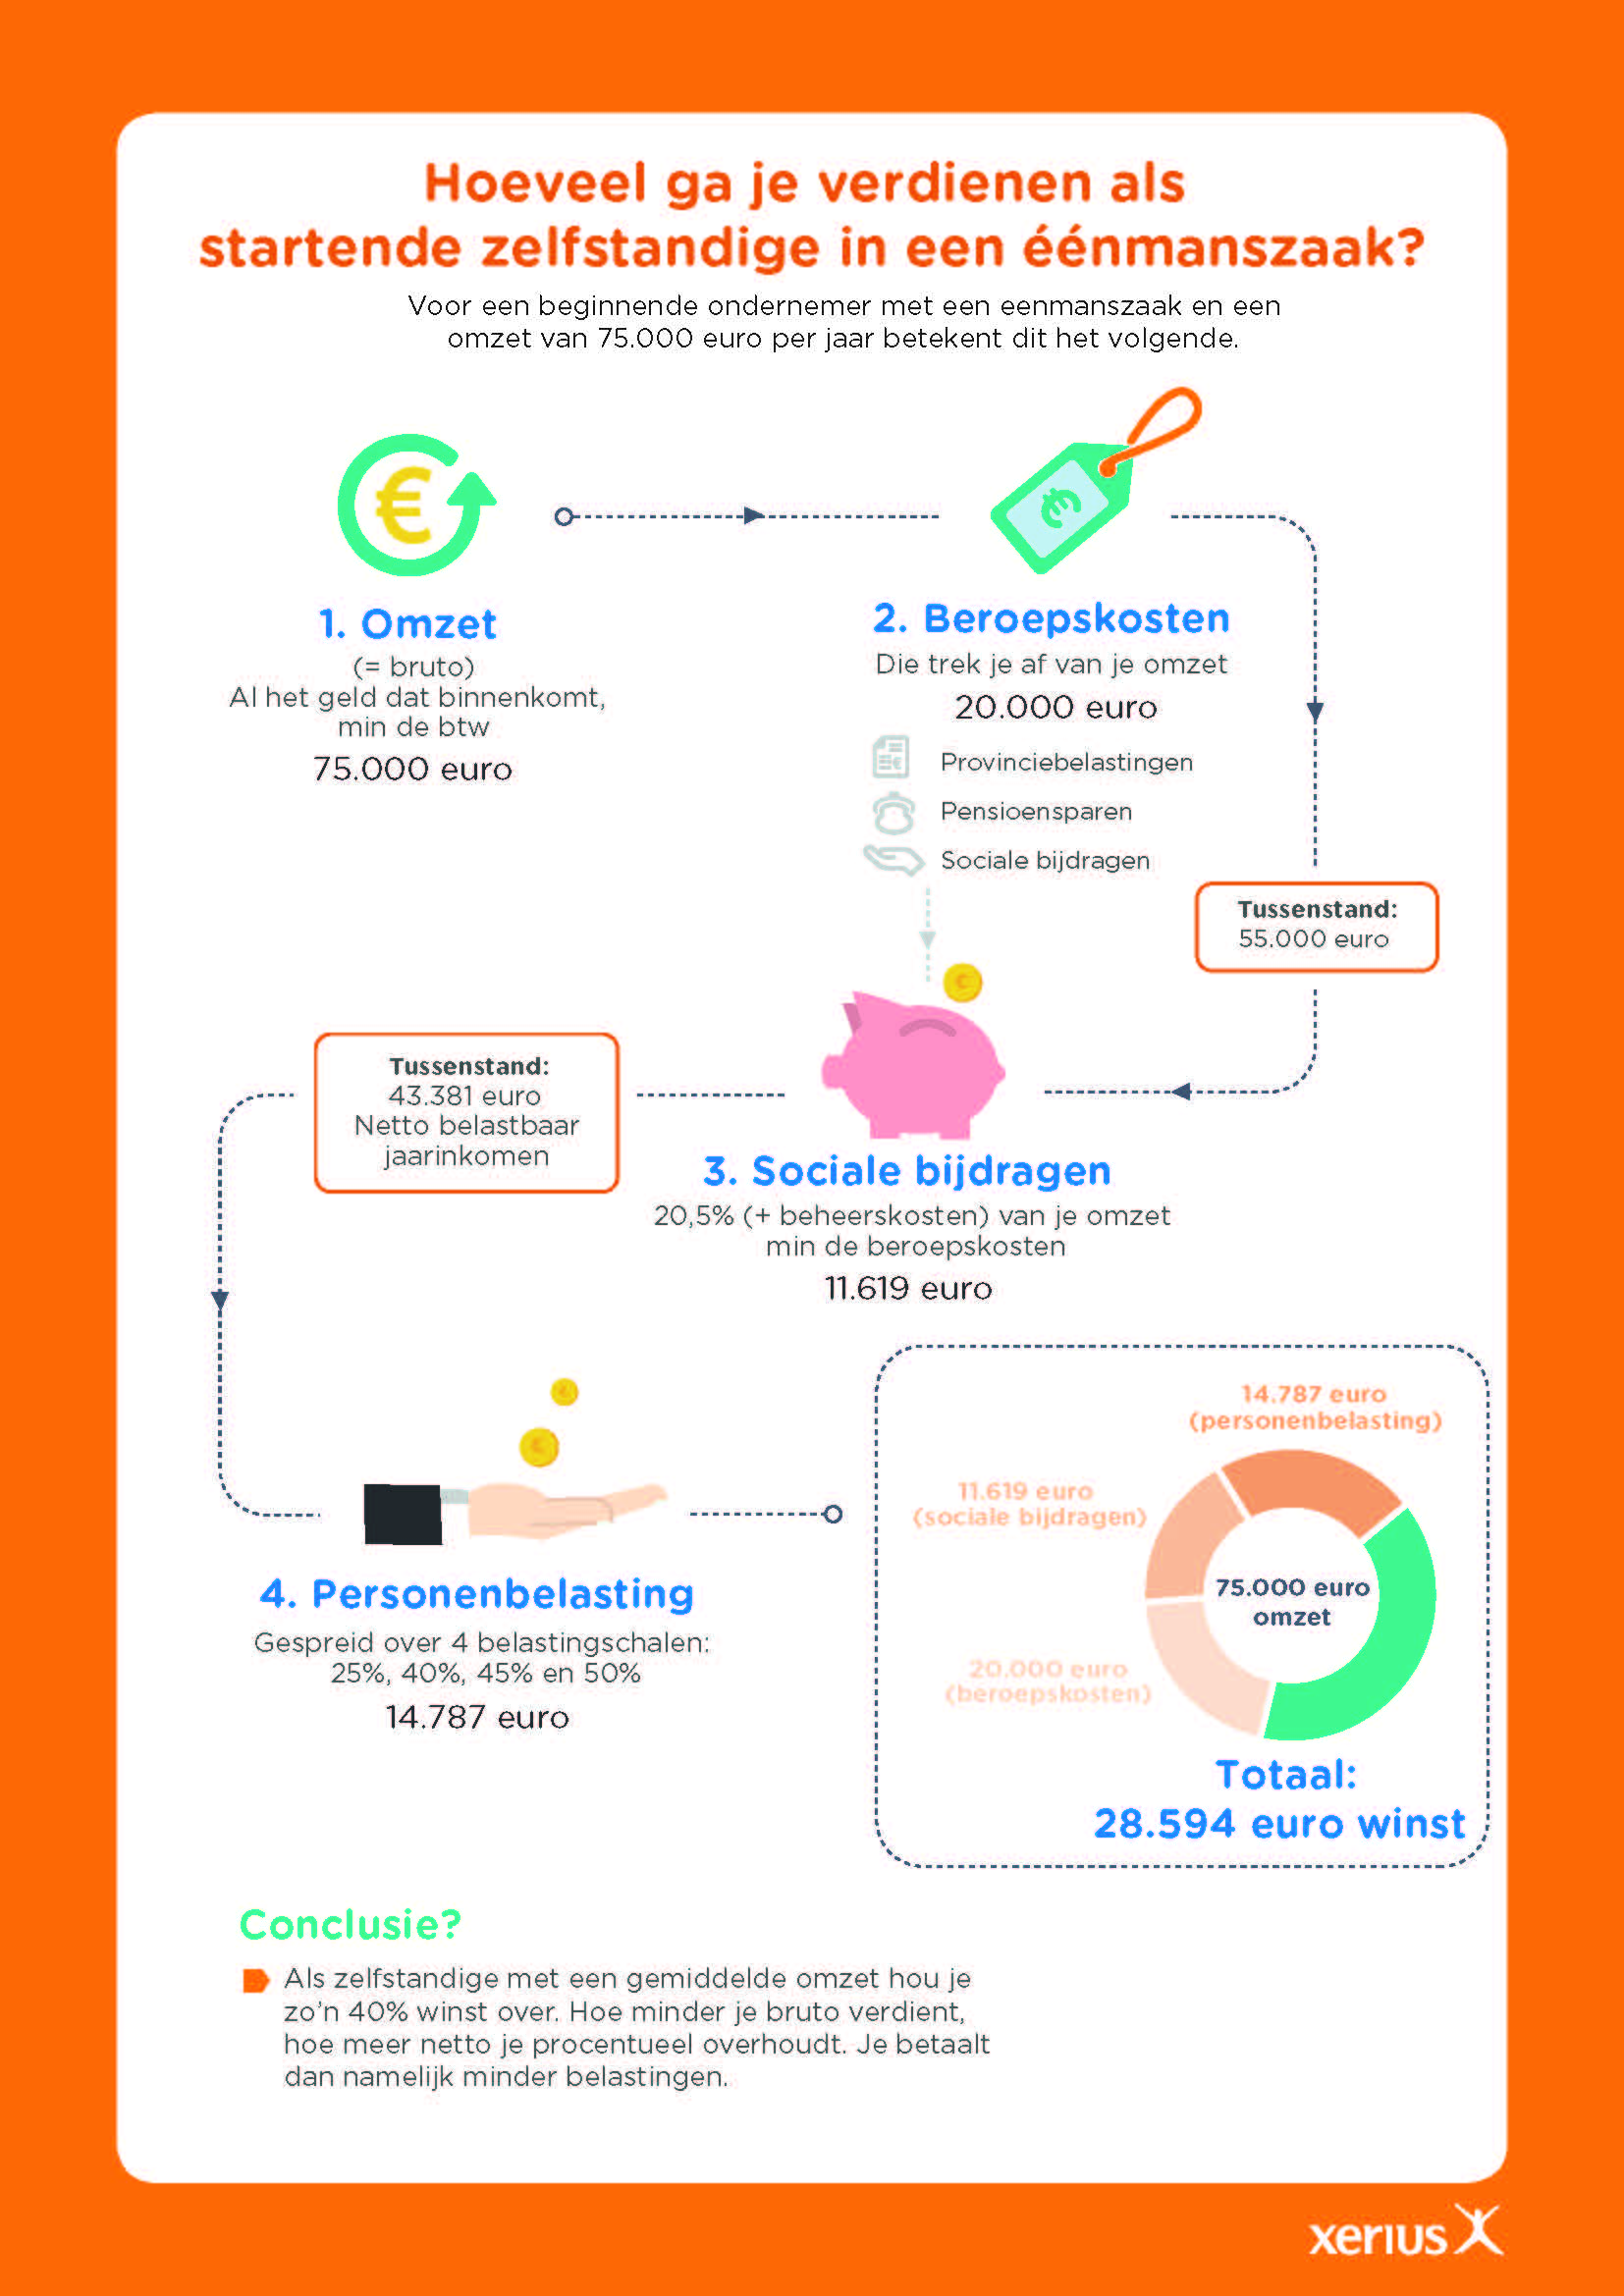 Hoeveel ga je verdienen als
startende zelfstandige in een éénmanszaak?
Voor een beginnende ondernemer met een eenmanszaak en een
omzet van 75.000 euro per jaar betekent dit het volgende.
€
€
1. Omzet
(= bruto)
Al het geld dat binnenkomt,
min de btw
75.000 euro
2. Beroepskosten
Die trek je af van je omzet
20.000 euro
Provinciebelastingen
Pensioensparen
Sociale bijdragen
Tussenstand:
55.000 euro
Tussenstand:
43.381 euro
Netto belastbaar
jaarinkomen
3. Sociale bijdragen
20,5% (+ beheerskosten) van je omzet
min de beroepskosten
11.619 euro
4. Personenbelasting
Gespreid over 4 belastingschalen:
25%, 40%, 45% en 50%
14.787 euro
14.787 euro
(personenbelasting)
11.619 euro
(sociale bijdragen)
75.000 euro
omzet
20.000 euro
(beroepskosten)
Totaal:
28.594 euro winst
Conclusie?
Als zelfstandige met een gemiddelde omzet hou je
zo'n 40% winst over. Hoe minder je bruto verdient,
hoe meer netto je procentueel overhoudt. Je betaalt
dan namelijk minder belastingen.
xerius